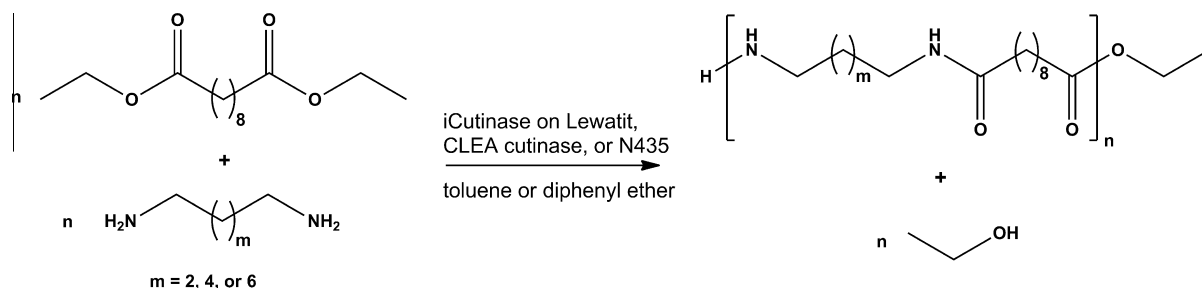 O O
n O O
( )8
+
n H2N ( )m NH2
m = 2, 4, or 6
iCutinase on Lewatit,
CLEA cutinase, or N435
toluene or diphenyl ether
H [ H N ( )m H N ( )8 O O O ] n
+
n OH